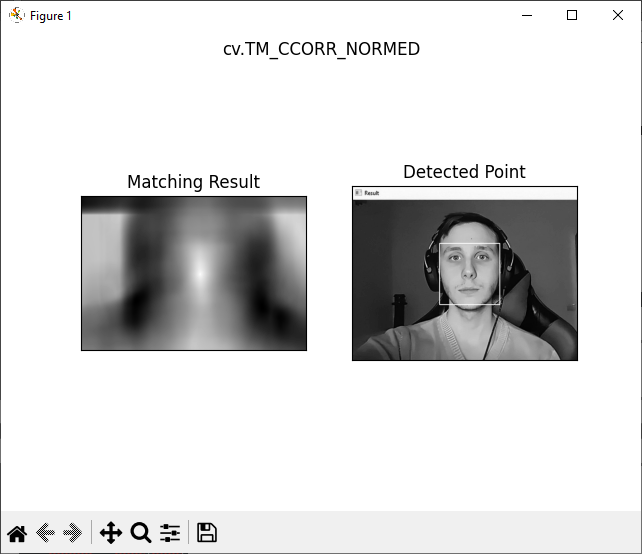 Figure 1
cv.TM_CCORR_NORMED
Matching Result
Detected Point
Result